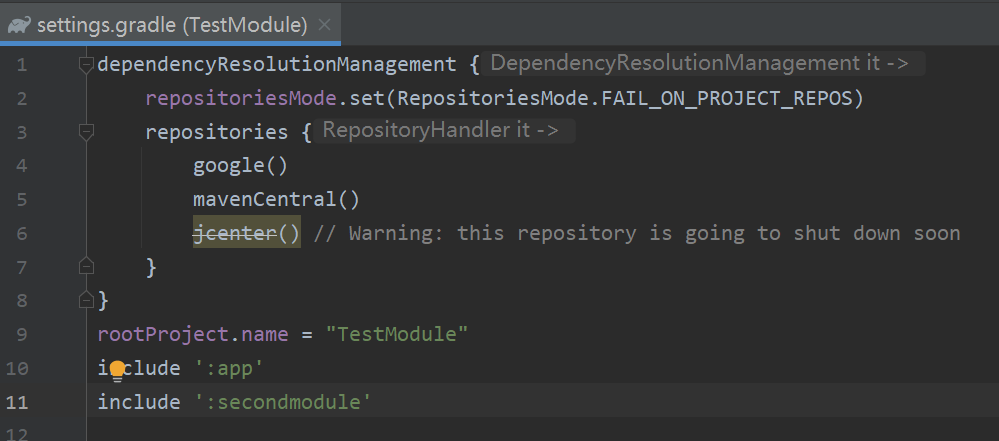 settings.gradle (TestModule)
1 dependencyResolutionManagement { DependencyResolutionManagement it ->
2 repositoriesMode.set(RepositoriesMode.FAIL_ON_PROJECT_REPOS)
3 repositories { RepositoryHandler it ->
4 google()
5 mavenCentral()
6 jcenter() // Warning: this repository is going to shut down soon
7 }
8 }
9 rootProject.name = "TestModule"
10 include ':app'
11 include ':secondmodule'
12